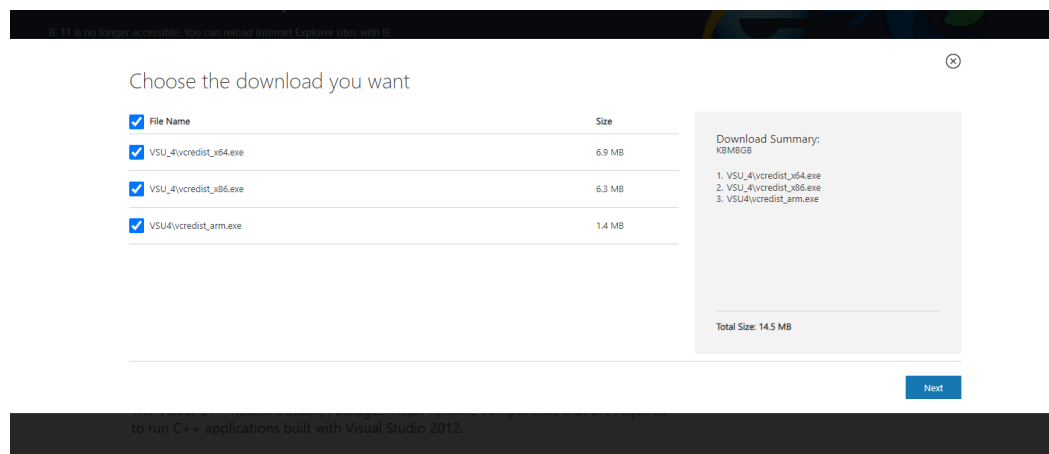 IE 11 is no longer accessible. You can reload Internet Explorer sites with IE
Choose the download you want
File Name Size
VSU_4\vcredist_x64.exe 6.9 MB
VSU_4\vcredist_x86.exe 6.3 MB
VSU4\vcredist_arm.exe 1.4 MB
Download Summary:
KBMBGB
1. VSU_4\vcredist_x64.exe
2. VSU_4\vcredist_x86.exe
3. VSU4\vcredist_arm.exe
Total Size: 14.5 MB
Next
to run C++ applications built with Visual Studio 2012.